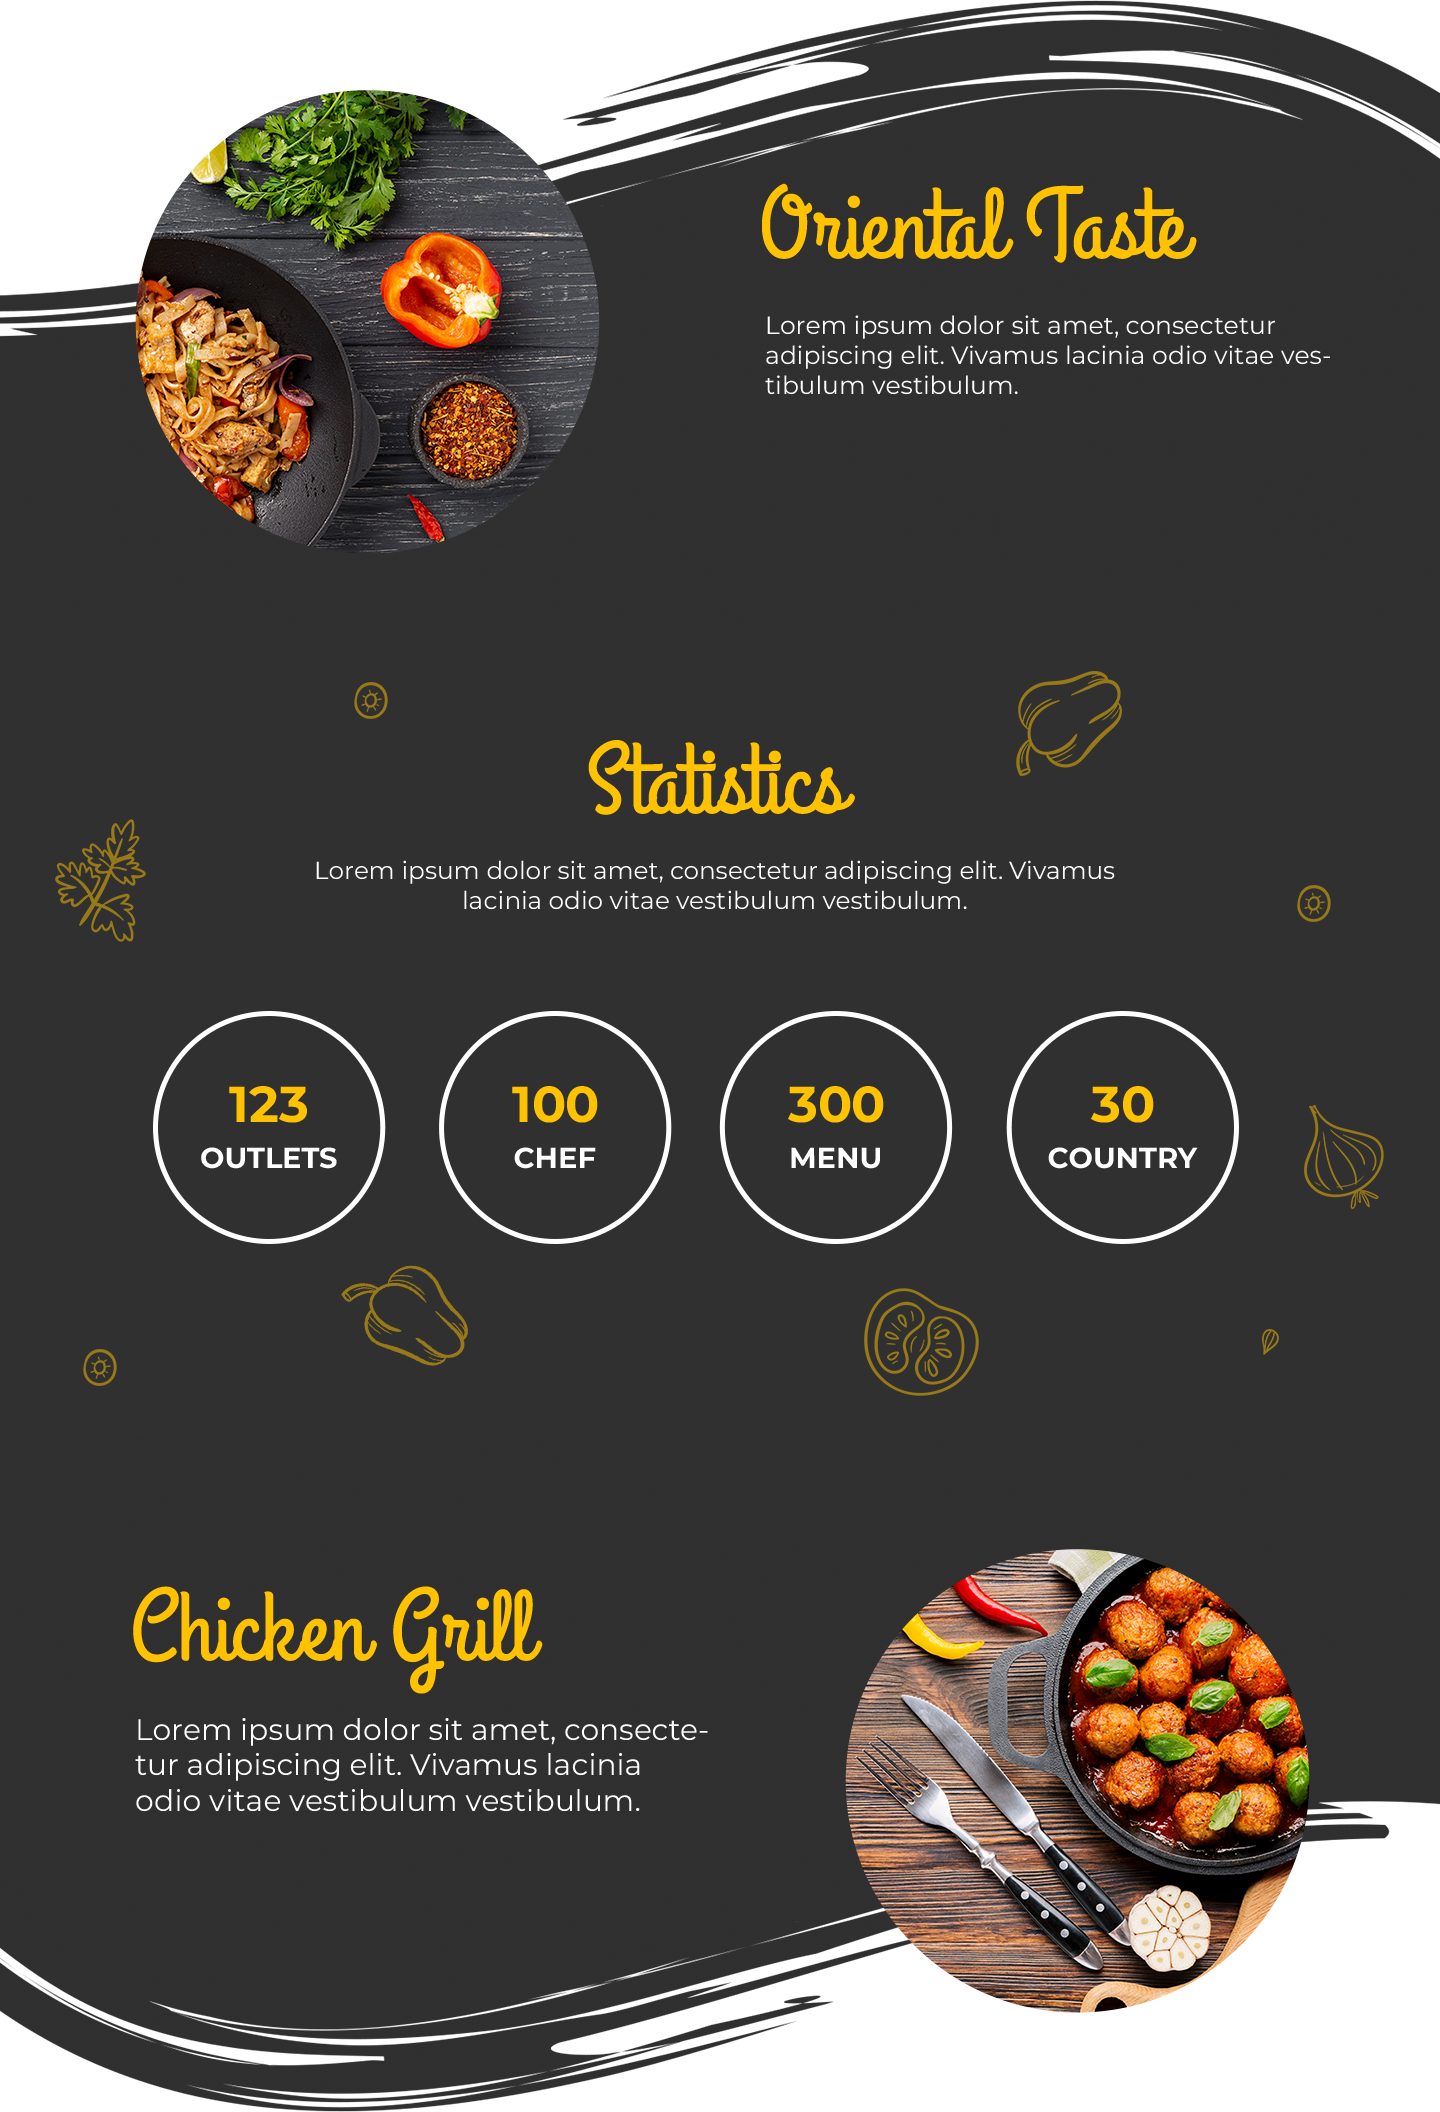 Oriental Taste
Lorem ipsum dolor sit amet, consectetur
adipiscing elit. Vivamus lacinia odio vitae ves-
tibulum vestibulum.
Statistics
Lorem ipsum dolor sit amet, consectetur adipiscing elit. Vivamus
lacinia odio vitae vestibulum vestibulum.
123
OUTLETS
100
CHEF
300
MENU
30
COUNTRY
Chicken Grill
Lorem ipsum dolor sit amet, consecte-
tur adipiscing elit. Vivamus lacinia
odio vitae vestibulum vestibulum.